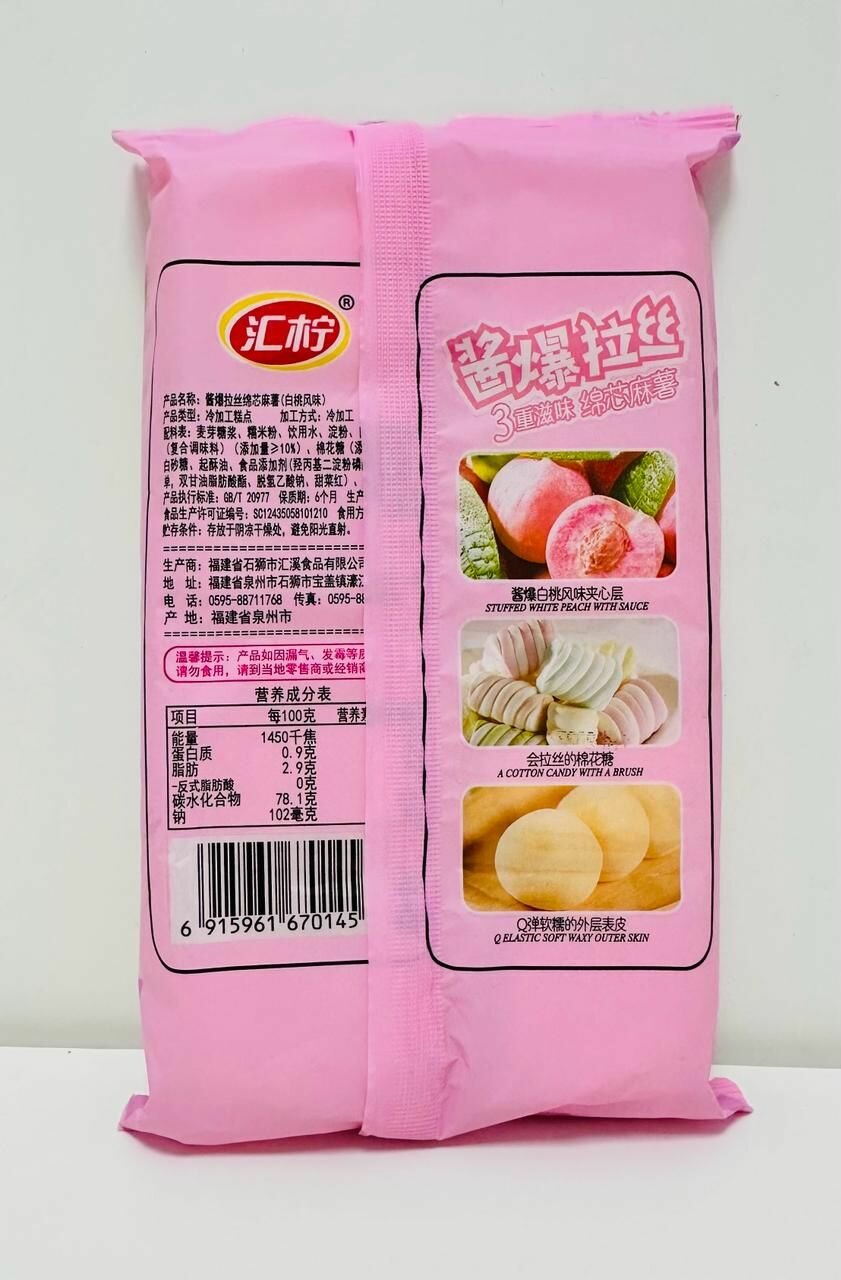 汇柠®
产品名称：酱爆拉丝绵芯麻薯(白桃风味)
产品类型：冷加工糕点 加工方式：冷加工
配料表：麦芽糖浆、糯米粉、饮用水、淀粉、
(复合调味料) (添加量≥10%)、棉花糖
白砂糖、起酥油、食品添加剂(羟丙基二淀粉磷
单，双甘油脂肪酸酯、脱氢乙酸钠、甜菜红)、
产品执行标准：GB/T 20977 保质期：6个月 生产
食品生产许可证编号：SC12435058101210 食用方
贮存条件：存放于阴凉干燥处，避免阳光直射。
生产商：福建省石狮市汇溪食品有限公司
地 址：福建省泉州市石狮市宝盖镇濠江
电 话：0595-88711768 传真：0595-8
产 地：福建省泉州市
温馨提示：产品如因漏气、发霉等质
请勿食用，请到当地零售商或经销商
营养成分表
项目 每100克 营养素
能量 1450千焦
蛋白质 0.9克
脂肪 2.9克
-反式脂肪酸 0克
碳水化合物 78.1克
钠 102毫克
6 915961 670145
酱爆拉丝
3重滋味 绵芯麻薯
酱爆白桃风味夹心层
STUFFED WHITE PEACH WITH SAUCE
会拉丝的棉花糖
A COTTON CANDY WITH A BRUSH
Q弹软糯的外层表皮
Q ELASTIC SOFT WAXY OUTER SKIN